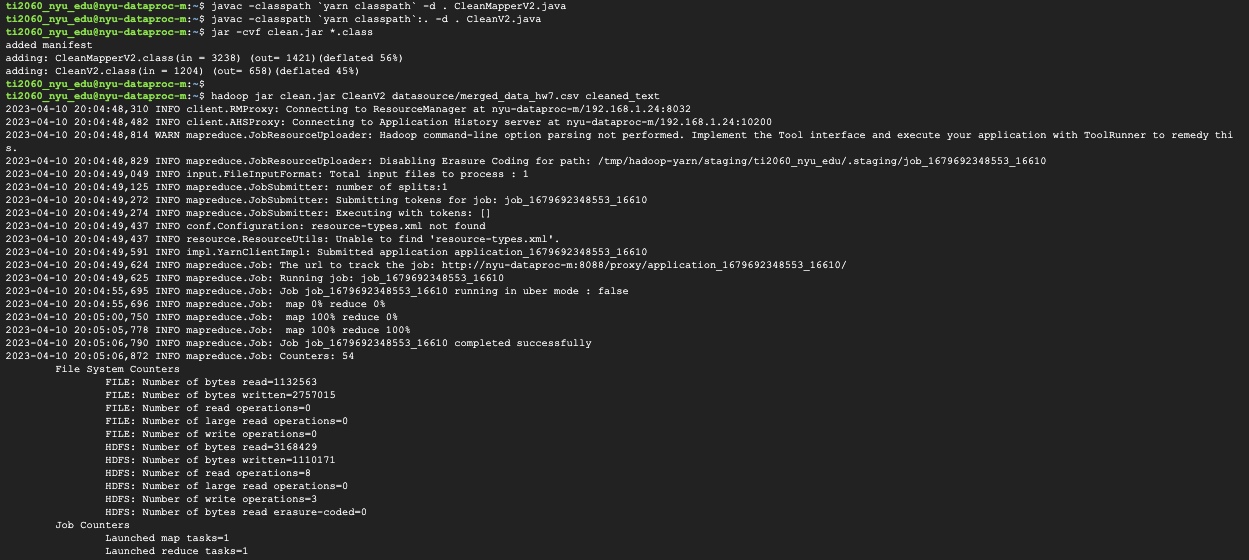 ti2060_nyu_edu@nyu-dataproc-m:~$ javac -classpath `yarn classpath` -d . CleanMapperV2.java
ti2060_nyu_edu@nyu-dataproc-m:~$ javac -classpath `yarn classpath`:. -d . CleanV2.java
ti2060_nyu_edu@nyu-dataproc-m:~$ jar -cvf clean.jar *.class
added manifest
adding: CleanMapperV2.class(in = 3238) (out= 1421)(deflated 56%)
adding: CleanV2.class(in = 1204) (out= 658)(deflated 45%)
ti2060_nyu_edu@nyu-dataproc-m:~$
ti2060_nyu_edu@nyu-dataproc-m:~$ hadoop jar clean.jar CleanV2 datasource/merged_data_hw7.csv cleaned_text
2023-04-10 20:04:48,310 INFO client.RMProxy: Connecting to ResourceManager at nyu-dataproc-m/192.168.1.24:8032
2023-04-10 20:04:48,482 INFO client.AHSProxy: Connecting to Application History server at nyu-dataproc-m/192.168.1.24:10200
2023-04-10 20:04:48,814 WARN mapreduce.JobResourceUploader: Hadoop command-line option parsing not performed. Implement the Tool interface and execute your application with ToolRunner to remedy thi
s.
2023-04-10 20:04:48,829 INFO mapreduce.JobResourceUploader: Disabling Erasure Coding for path: /tmp/hadoop-yarn/staging/ti2060_nyu_edu/.staging/job_1679692348553_16610
2023-04-10 20:04:49,049 INFO input.FileInputFormat: Total input files to process : 1
2023-04-10 20:04:49,125 INFO mapreduce.JobSubmitter: number of splits:1
2023-04-10 20:04:49,272 INFO mapreduce.JobSubmitter: Submitting tokens for job: job_1679692348553_16610
2023-04-10 20:04:49,274 INFO mapreduce.JobSubmitter: Executing with tokens: []
2023-04-10 20:04:49,437 INFO conf.Configuration: resource-types.xml not found
2023-04-10 20:04:49,437 INFO resource.ResourceUtils: Unable to find 'resource-types.xml'.
2023-04-10 20:04:49,591 INFO impl.YarnClientImpl: Submitted application application_1679692348553_16610
2023-04-10 20:04:49,624 INFO mapreduce.Job: The url to track the job: http://nyu-dataproc-m:8088/proxy/application_1679692348553_16610/
2023-04-10 20:04:49,625 INFO mapreduce.Job: Running job: job_1679692348553_16610
2023-04-10 20:04:55,695 INFO mapreduce.Job: Job job_1679692348553_16610 running in uber mode : false
2023-04-10 20:04:55,696 INFO mapreduce.Job:  map 0% reduce 0%
2023-04-10 20:05:00,750 INFO mapreduce.Job:  map 100% reduce 0%
2023-04-10 20:05:05,778 INFO mapreduce.Job:  map 100% reduce 100%
2023-04-10 20:05:06,790 INFO mapreduce.Job: Job job_1679692348553_16610 completed successfully
2023-04-10 20:05:06,872 INFO mapreduce.Job: Counters: 54
File System Counters
FILE: Number of bytes read=1132563
FILE: Number of bytes written=2757015
FILE: Number of read operations=0
FILE: Number of large read operations=0
FILE: Number of write operations=0
HDFS: Number of bytes read=3168429
HDFS: Number of bytes written=1110171
HDFS: Number of read operations=8
HDFS: Number of large read operations=0
HDFS: Number of write operations=3
HDFS: Number of bytes read erasure-coded=0
Job Counters
Launched map tasks=1
Launched reduce tasks=1